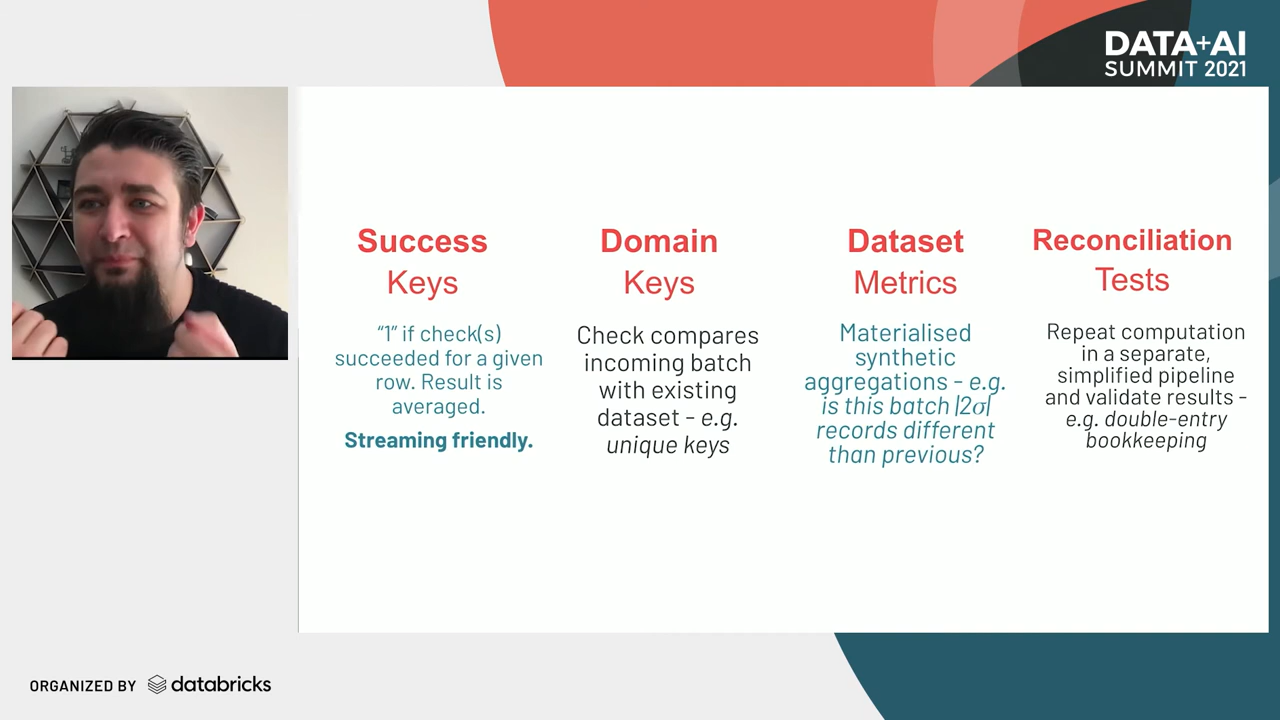 DATA+AI
SUMMIT 2021
Success
Keys
“1” if check(s)
succeeded for a given
row. Result is
averaged.
Streaming friendly.
Domain
Keys
Check compares
incoming batch
with existing
dataset - e.g.
unique keys
Dataset
Metrics
Materialised
synthetic
aggregations - e.g.
is this batch |2σ|
records different
than previous?
Reconciliation
Tests
Repeat computation
in a separate,
simplified pipeline
and validate results -
e.g. double-entry
bookkeeping
ORGANIZED BY databricks